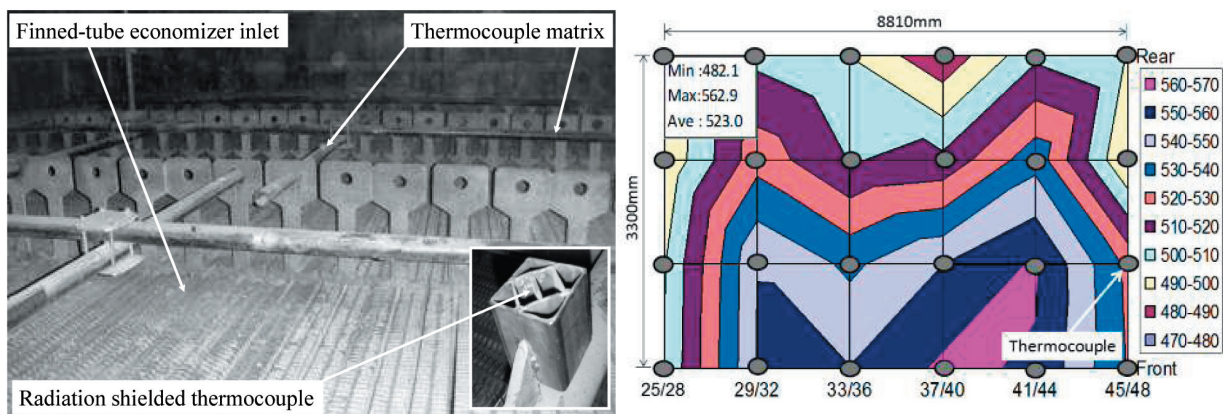 Finned-tube economizer inlet
Thermocouple matrix
Radiation shielded thermocouple
8810mm
3300mm
Min :482.1
Max:562.9
Ave : 523.0
Rear
560-570
550-560
540-550
530-540
520-530
510-520
500-510
490-500
480-490
470-480
Thermocouple
Front
25/28 29/32 33/36 37/40 41/44 45/48